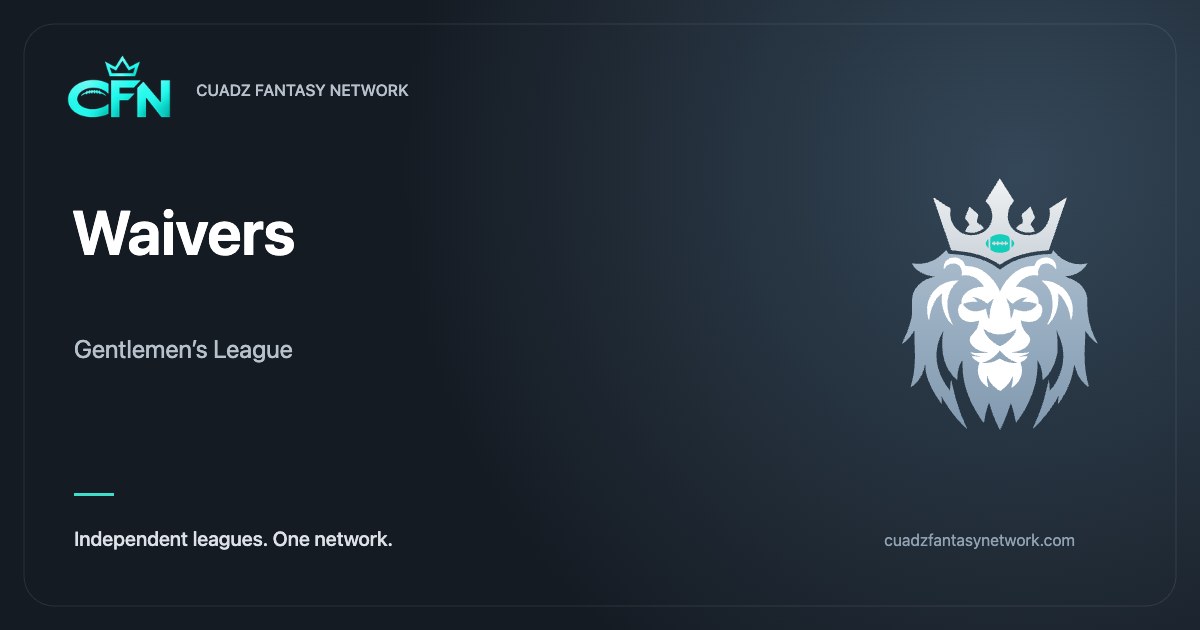 CFN
CUADZ FANTASY NETWORK
Waivers
Gentlemen’s League
Independent leagues. One network.
cuadzfantasynetwork.com